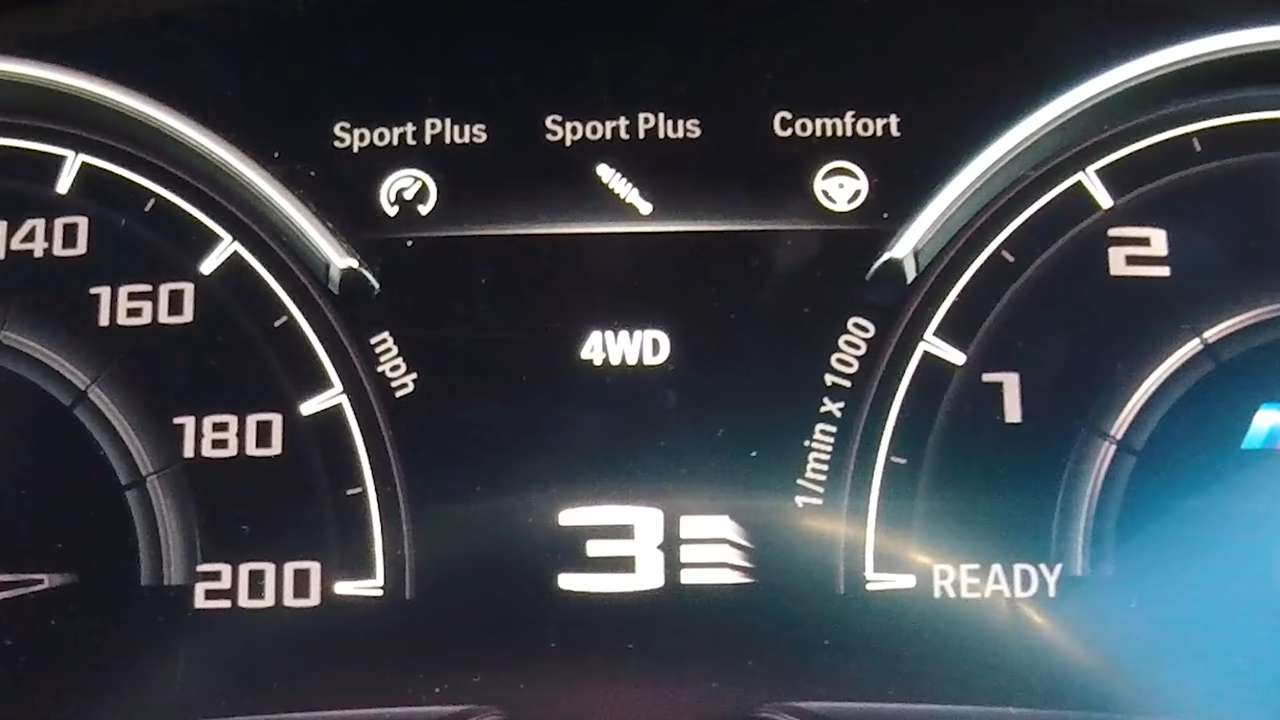 Sport Plus Sport Plus Comfort
140
160
180
200
mph
4WD
3
1/min x 1000
2
1
READY